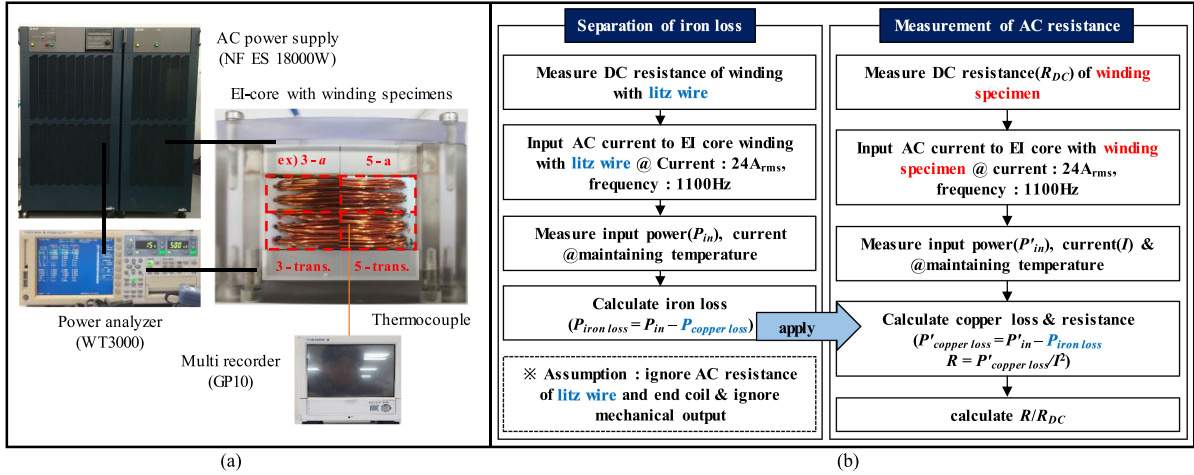 (a)
AC power supply
(NF ES 18000W)
EI-core with winding specimens
ex) 3-a
5-a
3-trans.
5-trans.
Power analyzer
(WT3000)
Thermocouple
Multi recorder
(GP10)
(a)
(b)
Separation of iron loss
Measure DC resistance of winding
with litz wire
Input AC current to EI core winding
with litz wire @ Current : 24Arms,
frequency : 1100Hz
Measure input power(Pin), current
@maintaining temperature
Calculate iron loss
(Piron loss = Pin – Pcopper loss)
apply
※ Assumption : ignore AC resistance
of litz wire and end coil & ignore
mechanical output
Measurement of AC resistance
Measure DC resistance(RDC) of winding
specimen
Input AC current to EI core with winding
specimen @ current : 24Arms,
frequency : 1100Hz
Measure input power(P'in), current(I) &
@maintaining temperature
Calculate copper loss & resistance
(P'copper loss = P'in – Piron loss
R = P'copper loss/I²)
calculate R/RDC
(b)